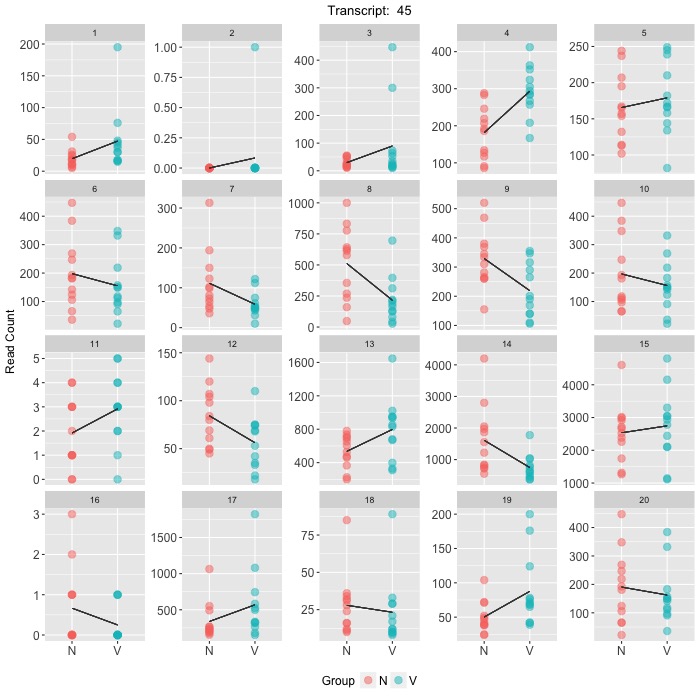 Transcript: 45
1 2 3 4 5
200 1.00 400 400 250
150 0.75 300 300 200
100 0.50 200 200 150
50 0.25 100 100 100
0 0.00 0
6 7 8 9 10
400 300 1000 500 400
300 200 750 400 300
200 100 500 300 200
100 0 250 200 100
0 100
Read Count
11 12 13 14 15
5 150 1600 4000 4000
4 100 1200 3000 3000
3 50 800 2000 2000
2 400 1000 1000
1
0
16 17 18 19 20
3 1500 75 200 400
2 1000 50 150 300
1 500 25 100 200
0 50 100
N V N V N V N V N V
Group N V